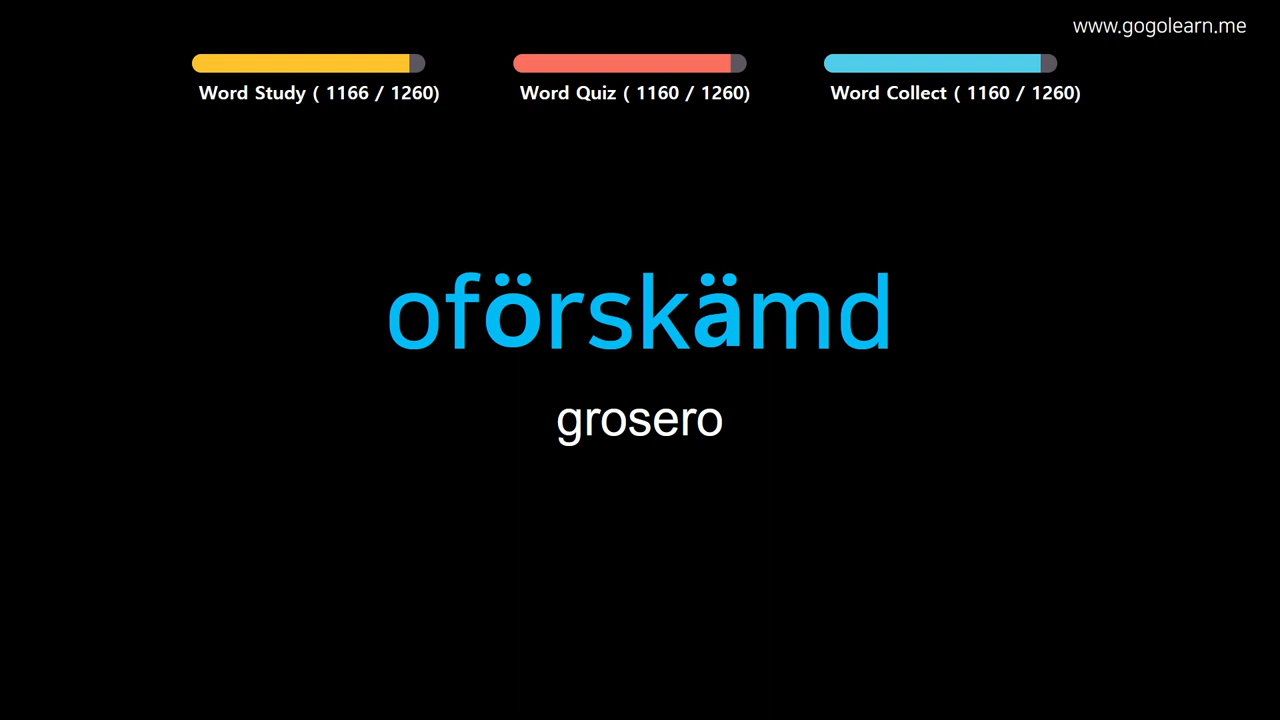 www.gogolearn.me
Word Study ( 1166 / 1260)
Word Quiz ( 1160 / 1260)
Word Collect ( 1160 / 1260)
oförskämd
grosero